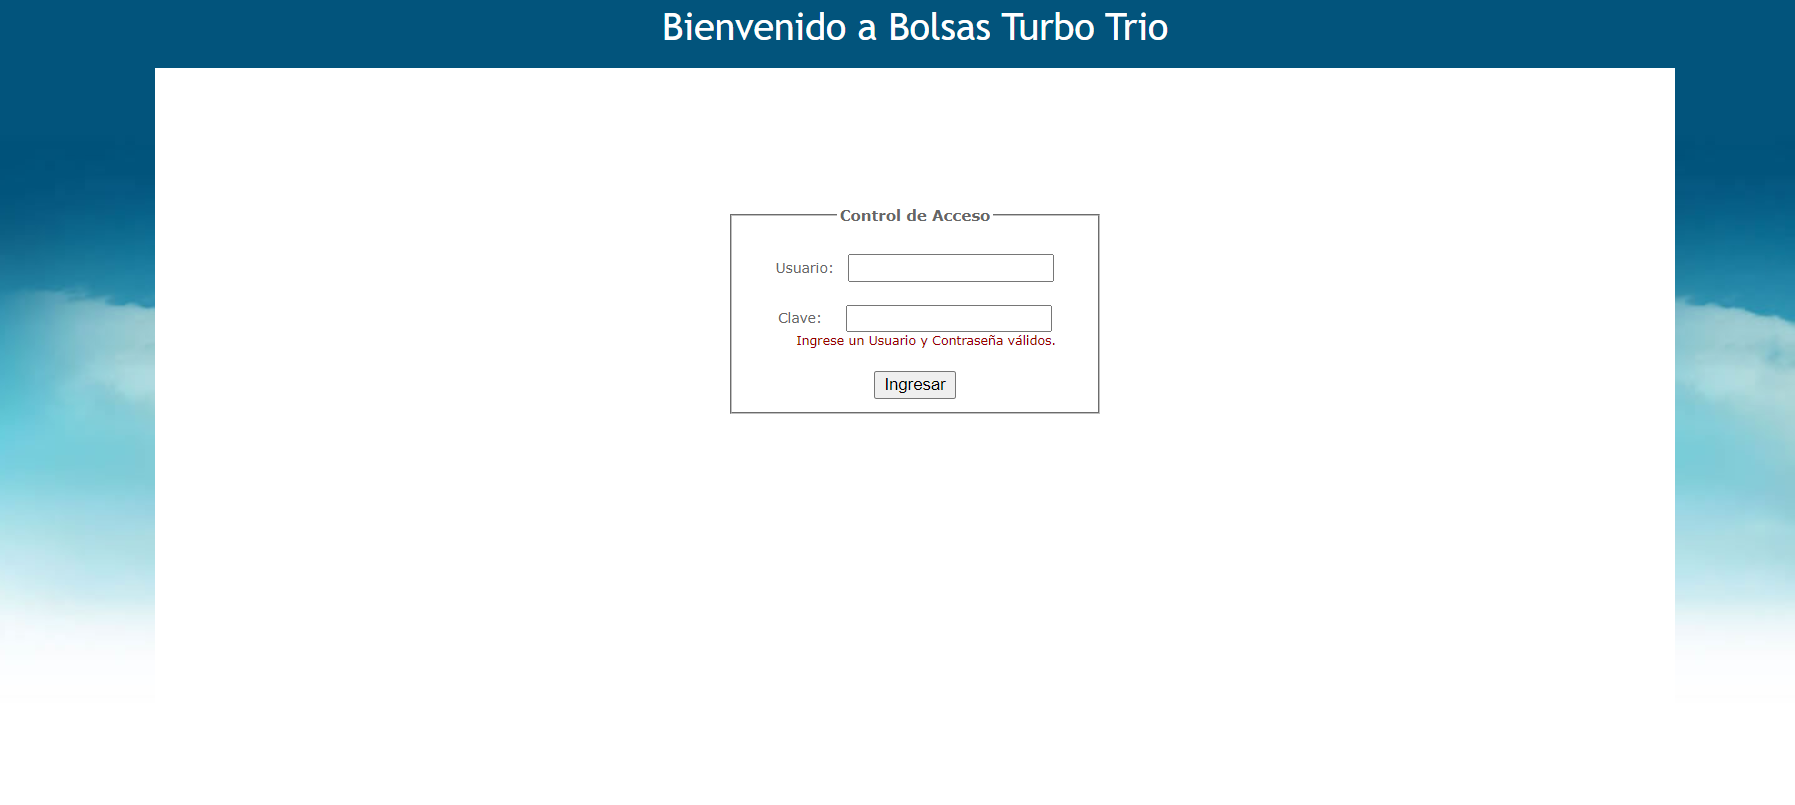 Bienvenido a Bolsas Turbo Trio
Control de Acceso
Usuario:
Clave:
Ingrese un Usuario y Contraseña válidos.
Ingresar